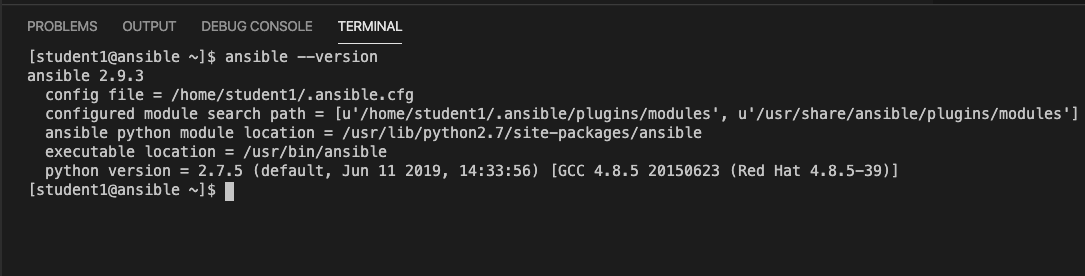 PROBLEMS OUTPUT DEBUG CONSOLE TERMINAL
[student1@ansible ~]$ ansible --version
ansible 2.9.3
  config file = /home/student1/.ansible.cfg
  configured module search path = [u'/home/student1/.ansible/plugins/modules', u'/usr/share/ansible/plugins/modules']
  ansible python module location = /usr/lib/python2.7/site-packages/ansible
  executable location = /usr/bin/ansible
  python version = 2.7.5 (default, Jun 11 2019, 14:33:56) [GCC 4.8.5 20150623 (Red Hat 4.8.5-39)]
[student1@ansible ~]$